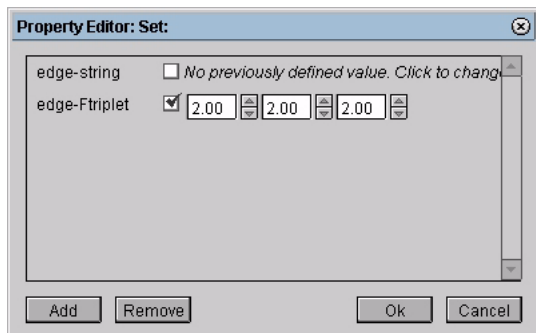 Property Editor: Set:
edge-string No previously defined value. Click to change
edge-Ftriplet 2.00 2.00 2.00
Add Remove Ok Cancel